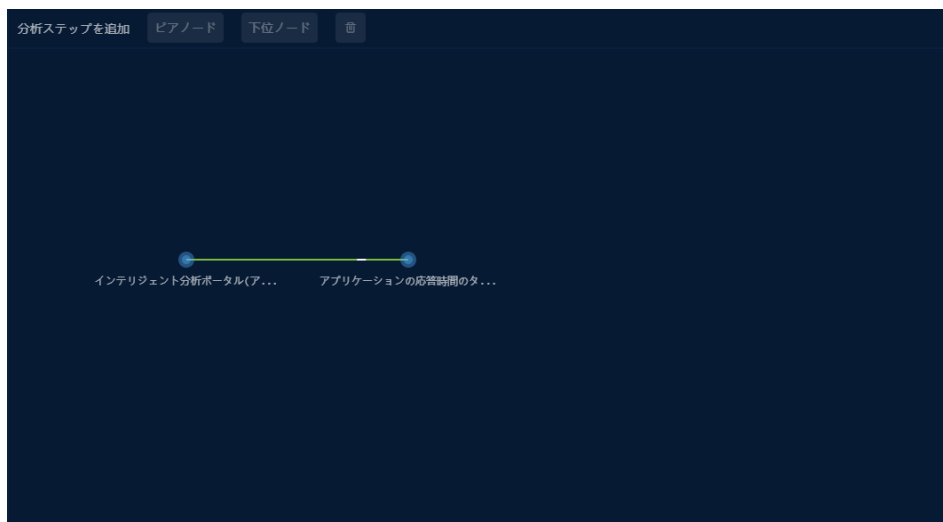 分析ステップを追加 ピアノード 下位ノード
インテリジェント分析ポータル(ア... アプリケーションの応答時間のタ...